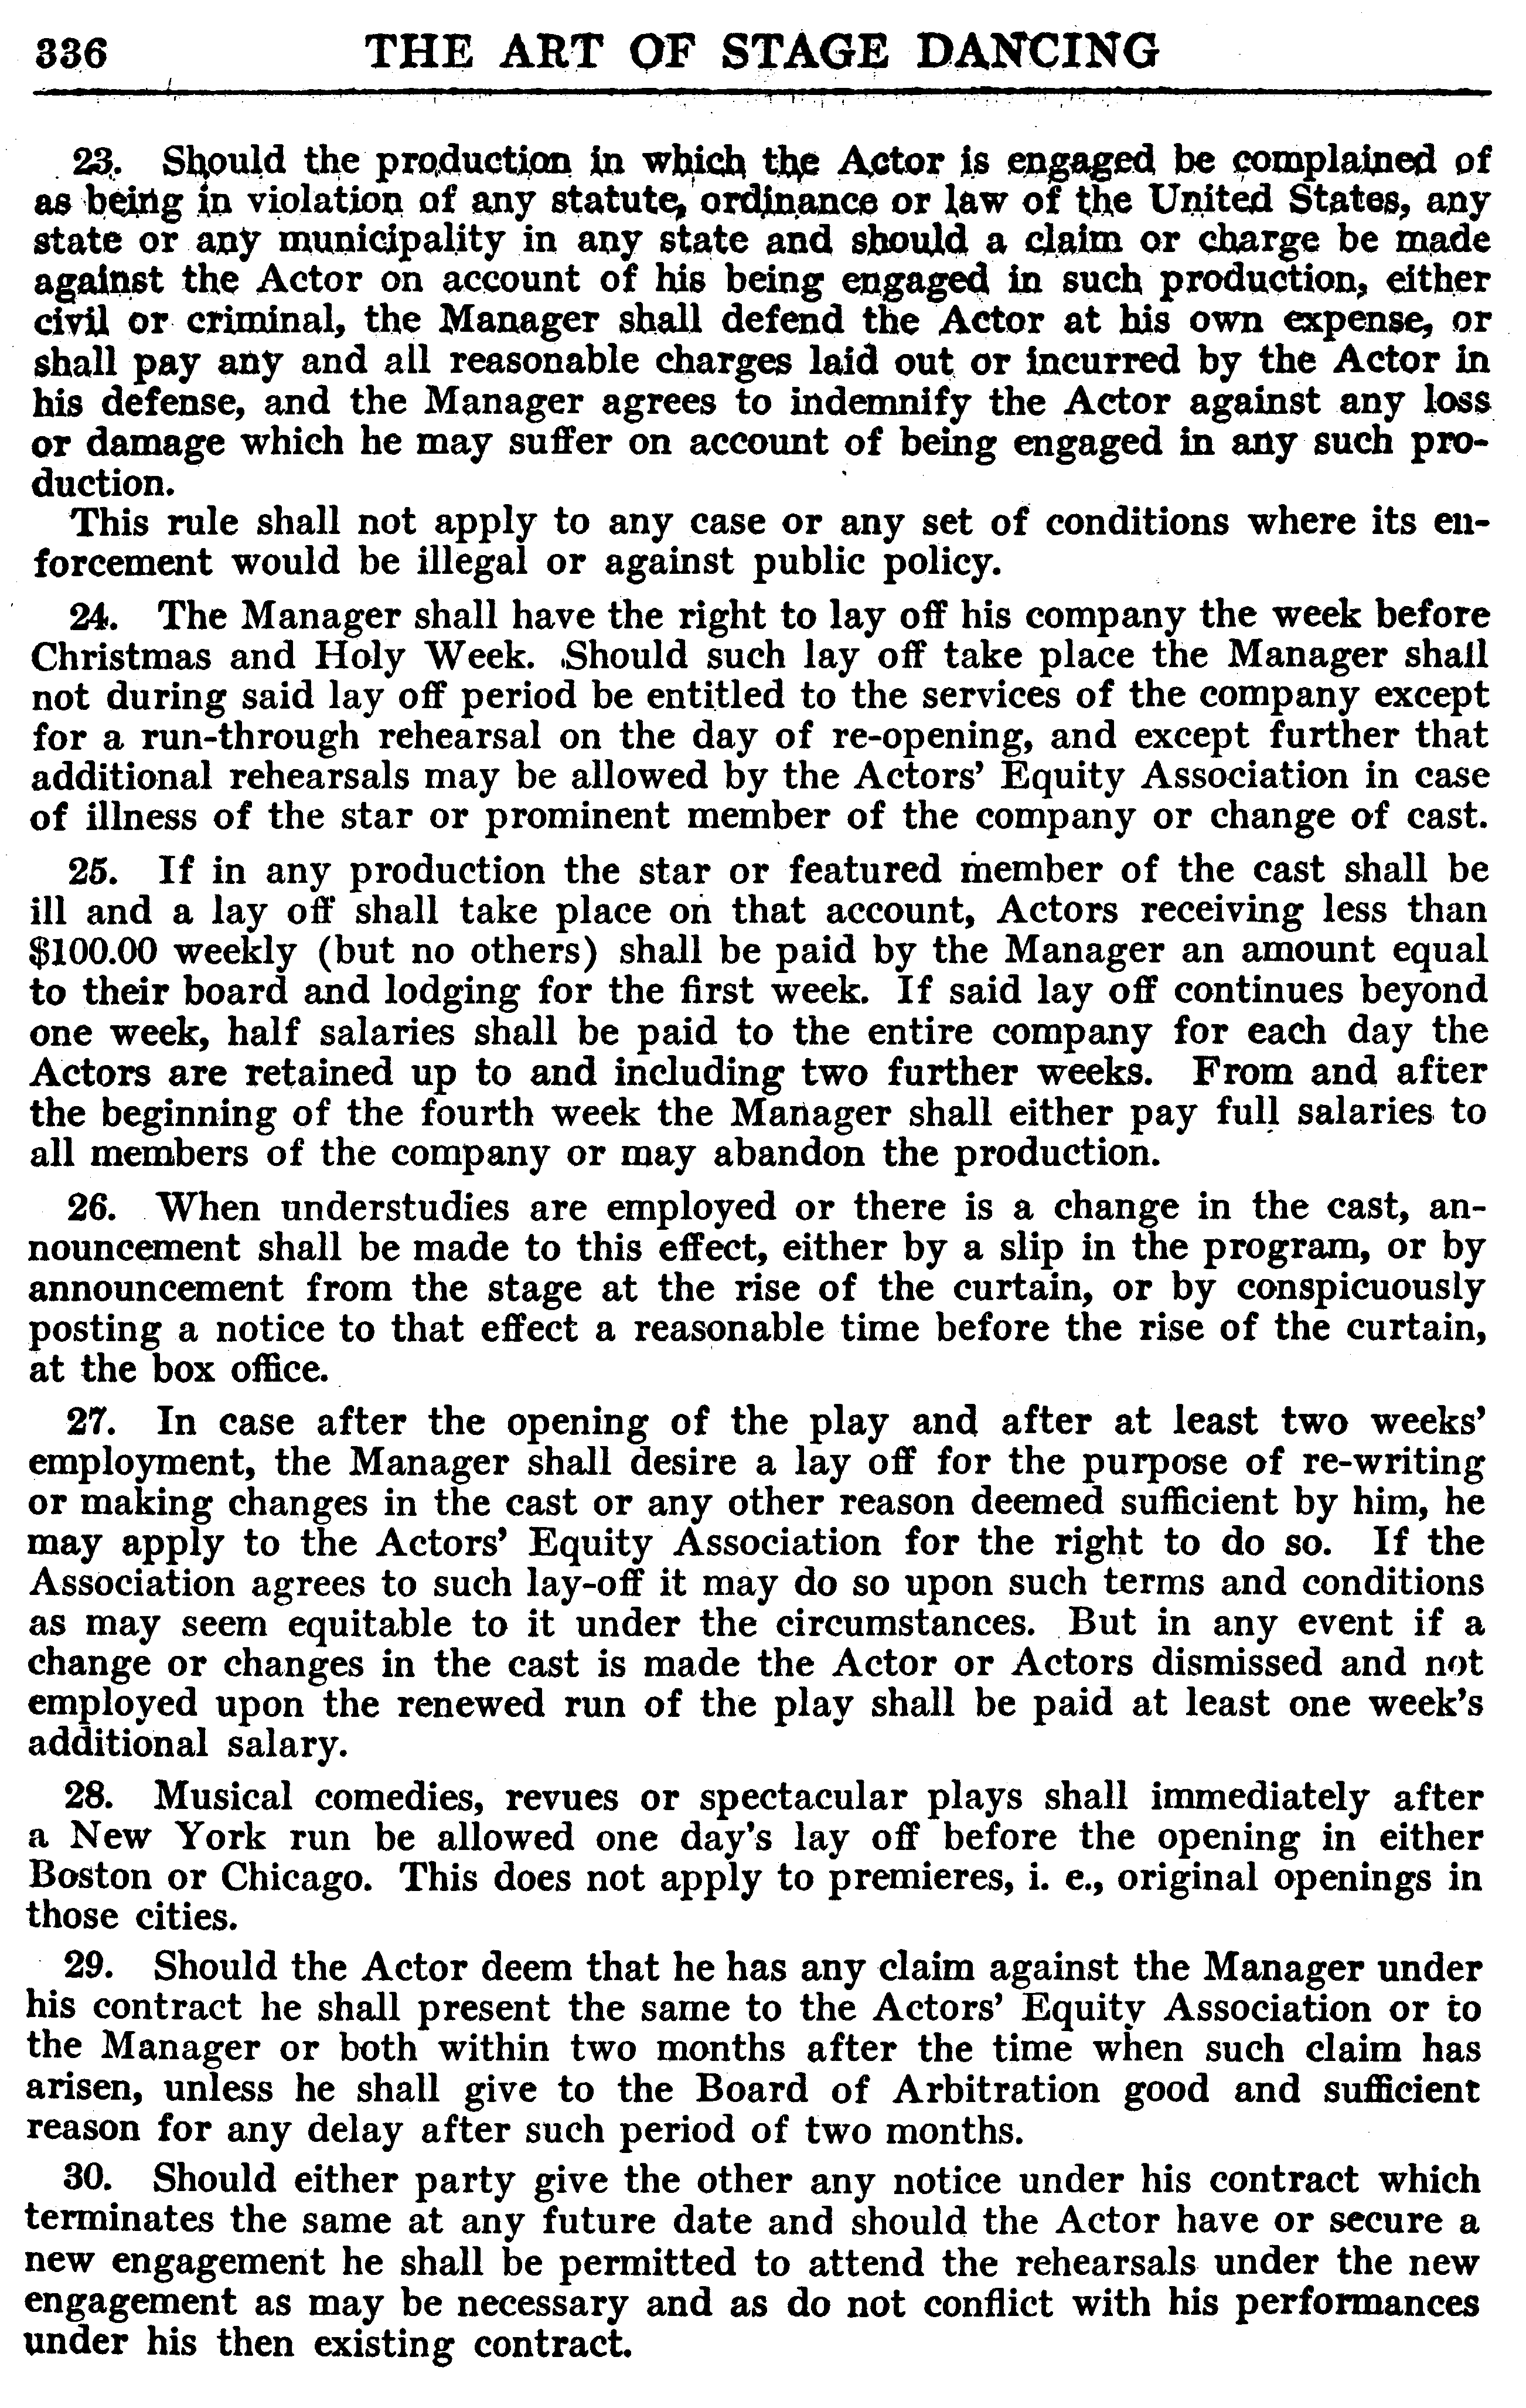 336 THE ART OF STAGE DANCING
23. Should the production in which the Actor is engaged be complained of
as being in violation of any statute, ordinance or law of the United States, any
state or any municipality in any state and should a claim or charge be made
against the Actor on account of his being engaged in such production, either
civil or criminal, the Manager shall defend the Actor at his own expense, or
shall pay any and all reasonable charges laid out or incurred by the Actor in
his defense, and the Manager agrees to indemnify the Actor against any loss
or damage which he may suffer on account of being engaged in any such pro-
duction.
This rule shall not apply to any case or any set of conditions where its en-
forcement would be illegal or against public policy.
24. The Manager shall have the right to lay off his company the week before
Christmas and Holy Week. Should such lay off take place the Manager shall
not during said lay off period be entitled to the services of the company except
for a run-through rehearsal on the day of re-opening, and except further that
additional rehearsals may be allowed by the Actors' Equity Association in case
of illness of the star or prominent member of the company or change of cast.
25. If in any production the star or featured member of the cast shall be
ill and a lay off shall take place on that account, Actors receiving less than
$100.00 weekly (but no others) shall be paid by the Manager an amount equal
to their board and lodging for the first week. If said lay off continues beyond
one week, half salaries shall be paid to the entire company for each day the
Actors are retained up to and including two further weeks. From and after
the beginning of the fourth week the Manager shall either pay full salaries to
all members of the company or may abandon the production.
26. When understudies are employed or there is a change in the cast, an-
nouncement shall be made to this effect, either by a slip in the program, or by
announcement from the stage at the rise of the curtain, or by conspicuously
posting a notice to that effect a reasonable time before the rise of the curtain,
at the box office.
27. In case after the opening of the play and after at least two weeks'
employment, the Manager shall desire a lay off for the purpose of re-writing
or making changes in the cast or any other reason deemed sufficient by him, he
may apply to the Actors' Equity Association for the right to do so. If the
Association agrees to such lay-off it may do so upon such terms and conditions
as may seem equitable to it under the circumstances. But in any event if a
change or changes in the cast is made the Actor or Actors dismissed and not
employed upon the renewed run of the play shall be paid at least one week's
additional salary.
28. Musical comedies, revues or spectacular plays shall immediately after
a New York run be allowed one day's lay off before the opening in either
Boston or Chicago. This does not apply to premieres, i. e., original openings in
those cities.
29. Should the Actor deem that he has any claim against the Manager under
his contract he shall present the same to the Actors' Equity Association or to
the Manager or both within two months after the time when such claim has
arisen, unless he shall give to the Board of Arbitration good and sufficient
reason for any delay after such period of two months.
30. Should either party give the other any notice under his contract which
terminates the same at any future date and should the Actor have or secure a
new engagement he shall be permitted to attend the rehearsals under the new
engagement as may be necessary and as do not conflict with his performances
under his then existing contract.